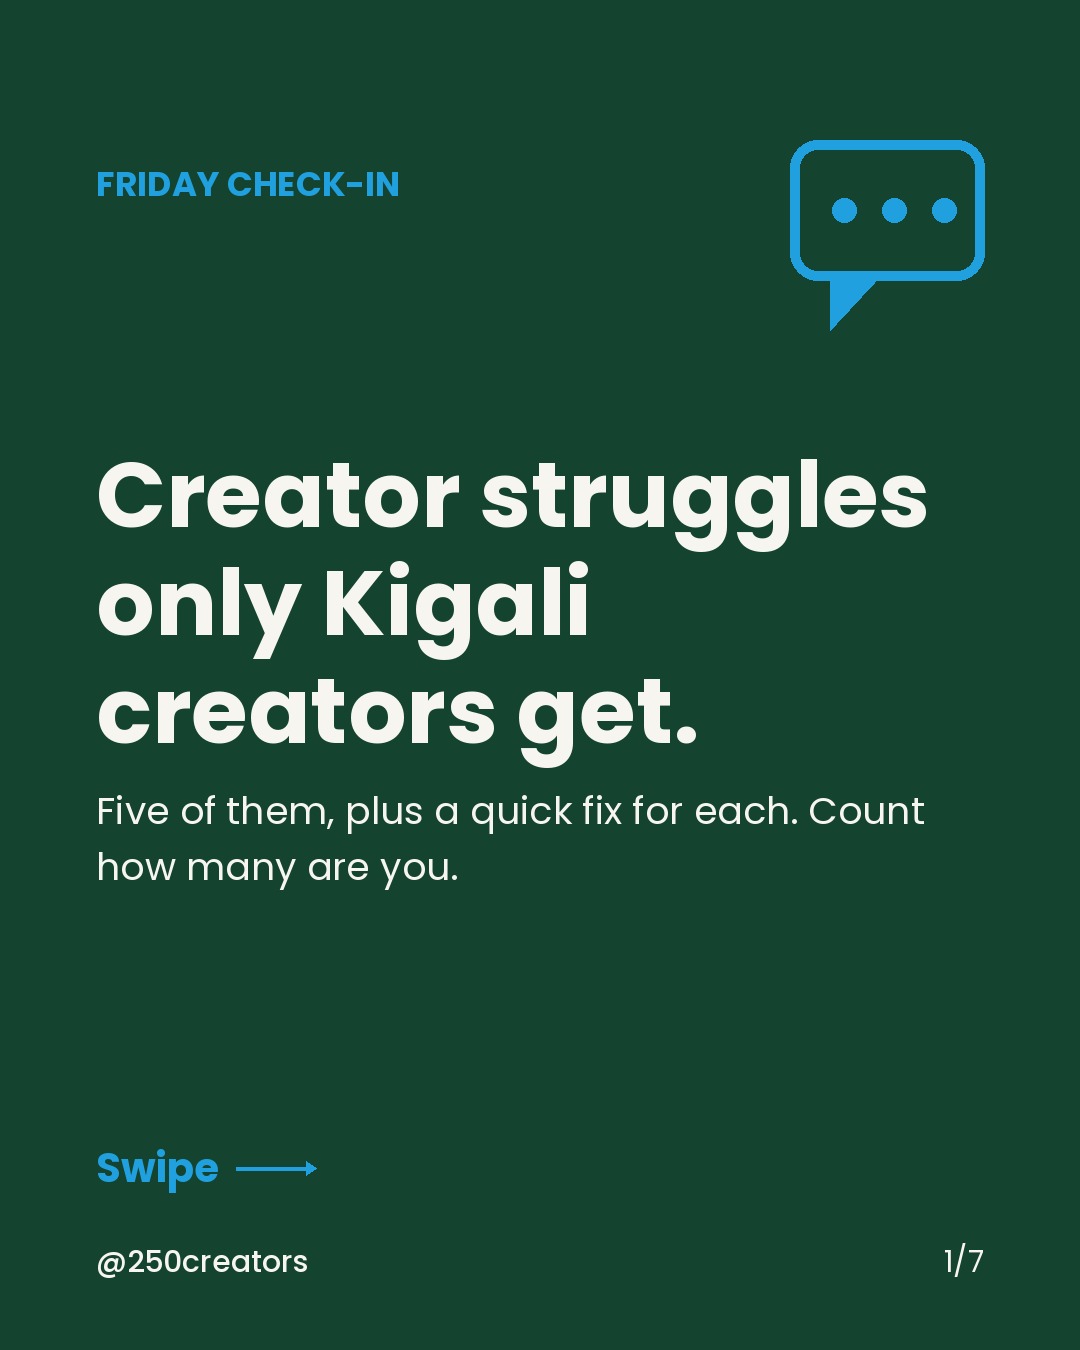 FRIDAY CHECK-IN
Creator struggles
only Kigali
creators get.
Five of them, plus a quick fix for each. Count
how many are you.
Swipe
@250creators
1/7